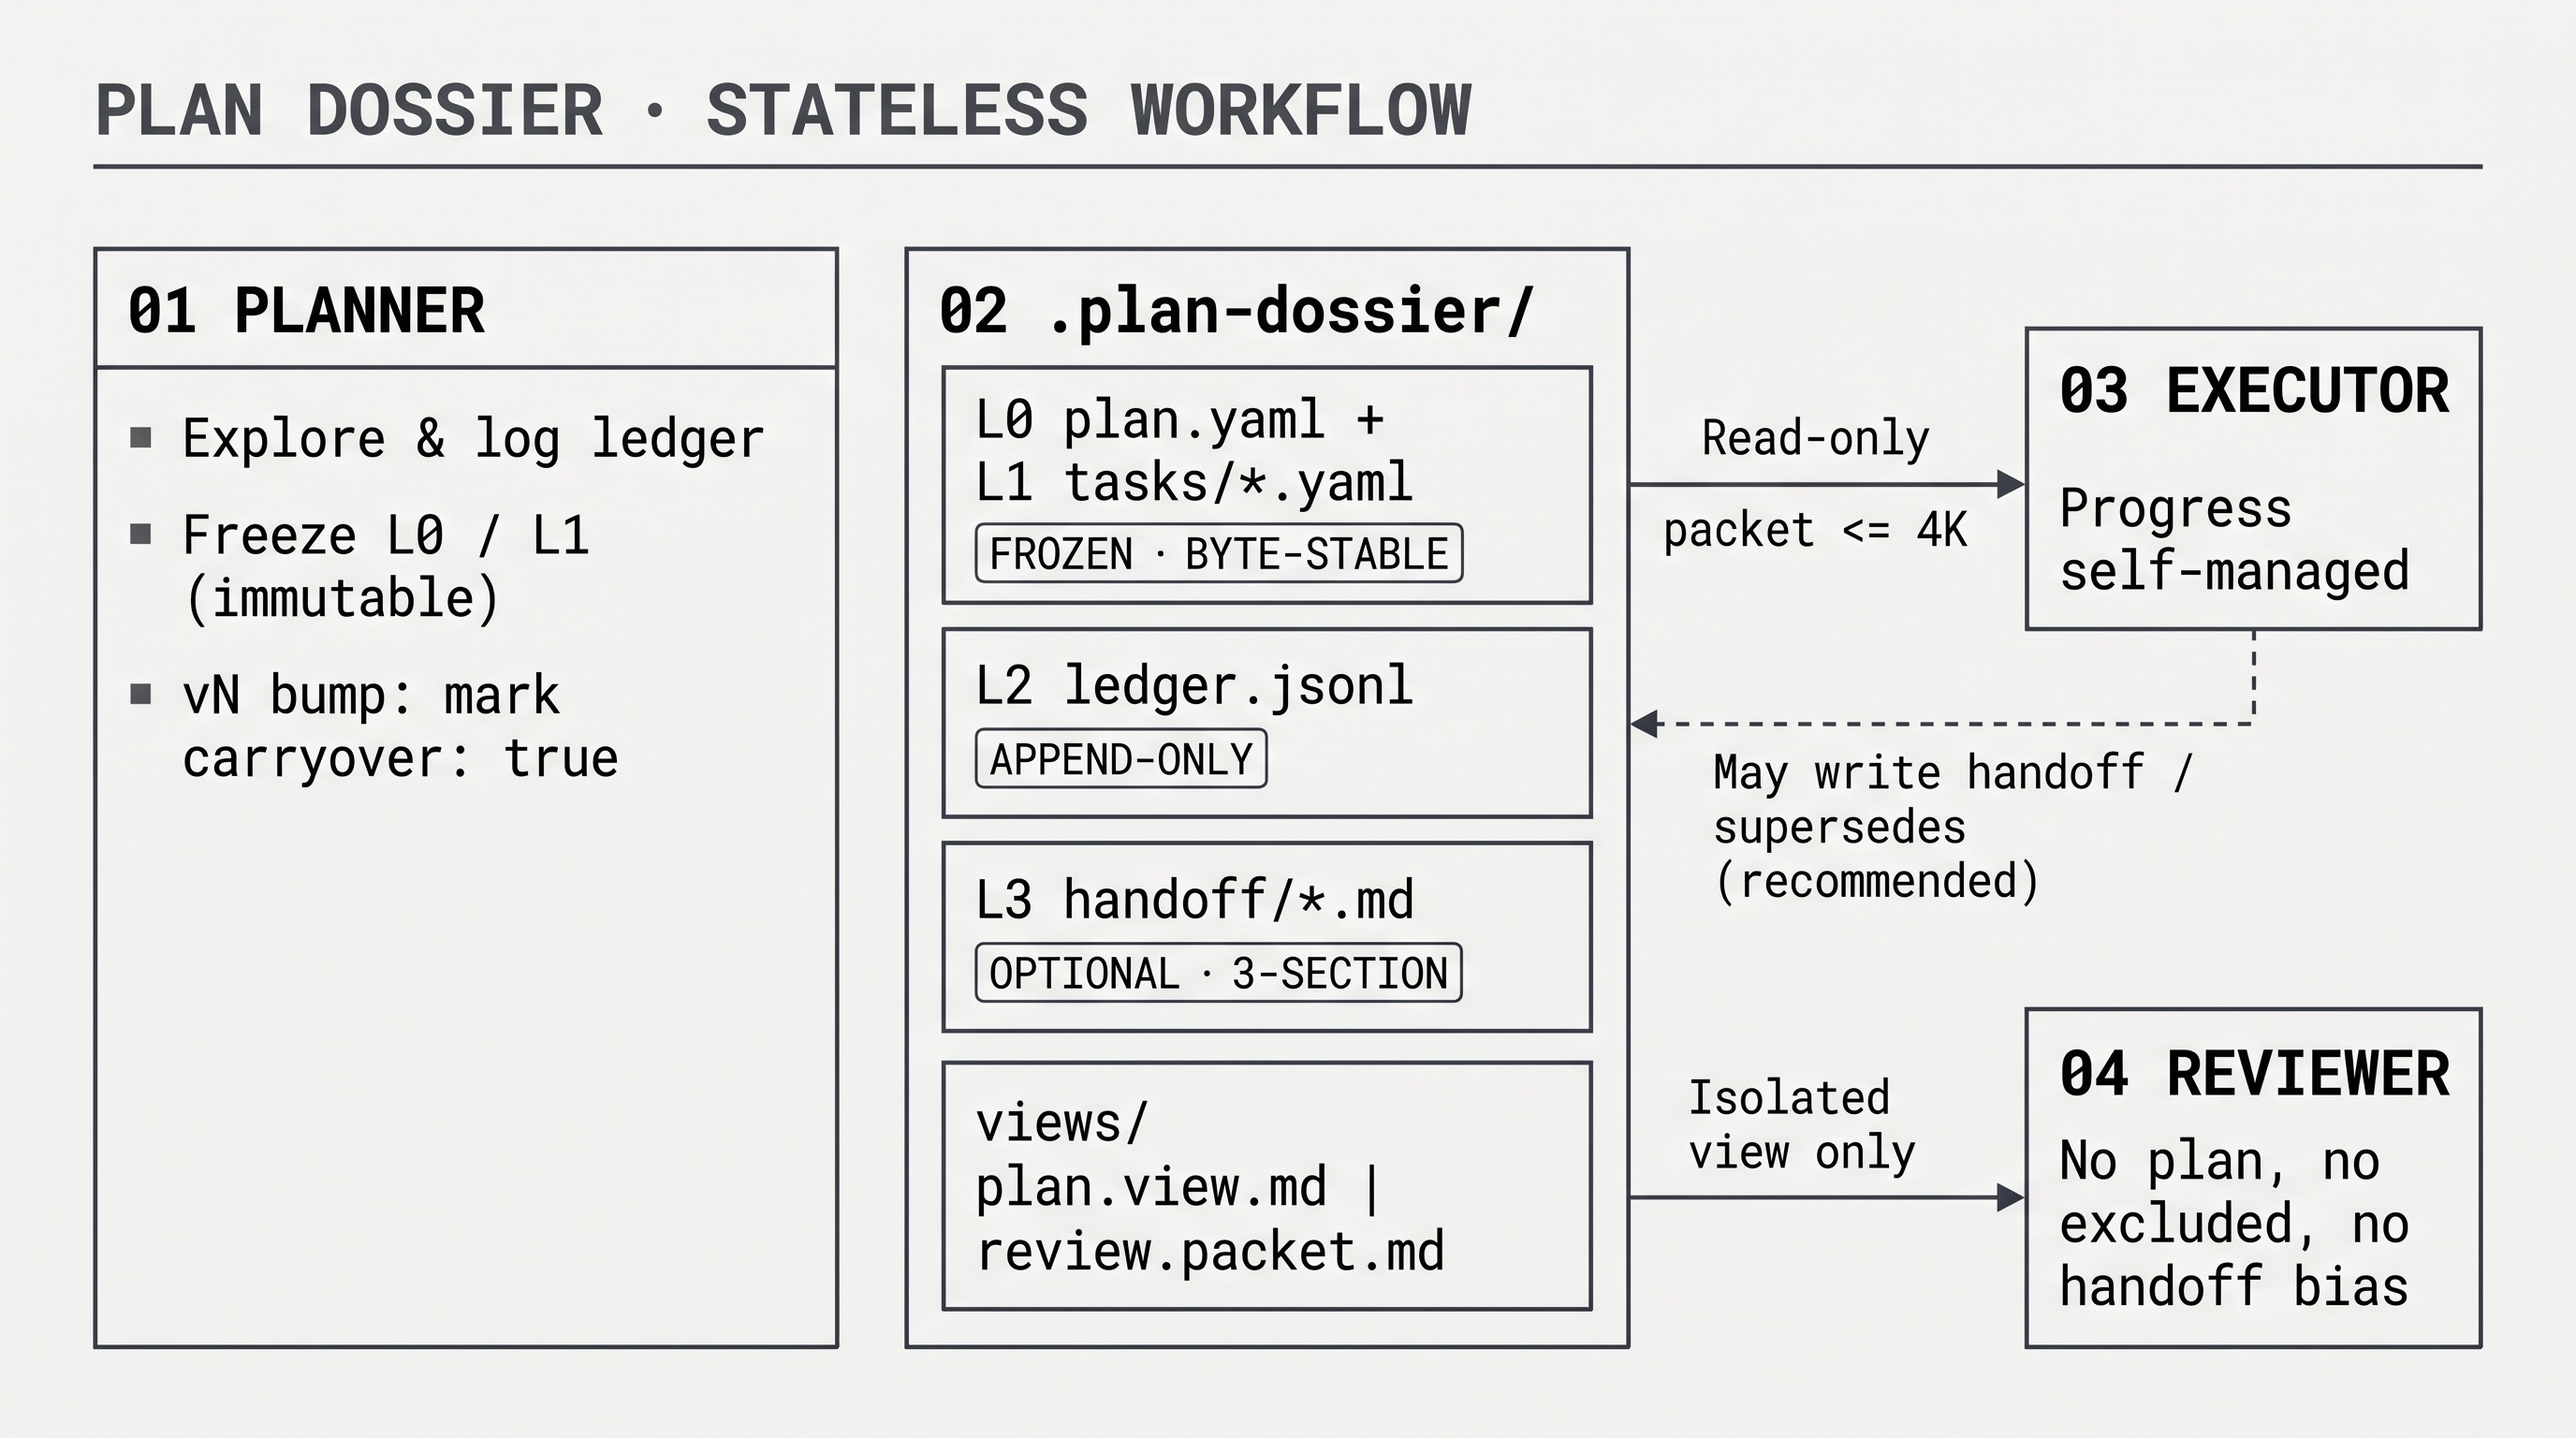 PLAN DOSSIER · STATELESS WORKFLOW
01 PLANNER
▪ Explore & log ledger
▪ Freeze L0 / L1
(immutable)
▪ vN bump: mark
carryover: true
02 .plan-dossier/
L0 plan.yaml +
L1 tasks/*.yaml
FROZEN · BYTE-STABLE
L2 ledger.jsonl
APPEND-ONLY
L3 handoff/*.md
OPTIONAL · 3-SECTION
views/
plan.view.md |
review.packet.md
Read-only
packet <= 4K
03 EXECUTOR
Progress
self-managed
May write handoff /
supersedes
(recommended)
Isolated
view only
04 REVIEWER
No plan, no
excluded, no
handoff bias